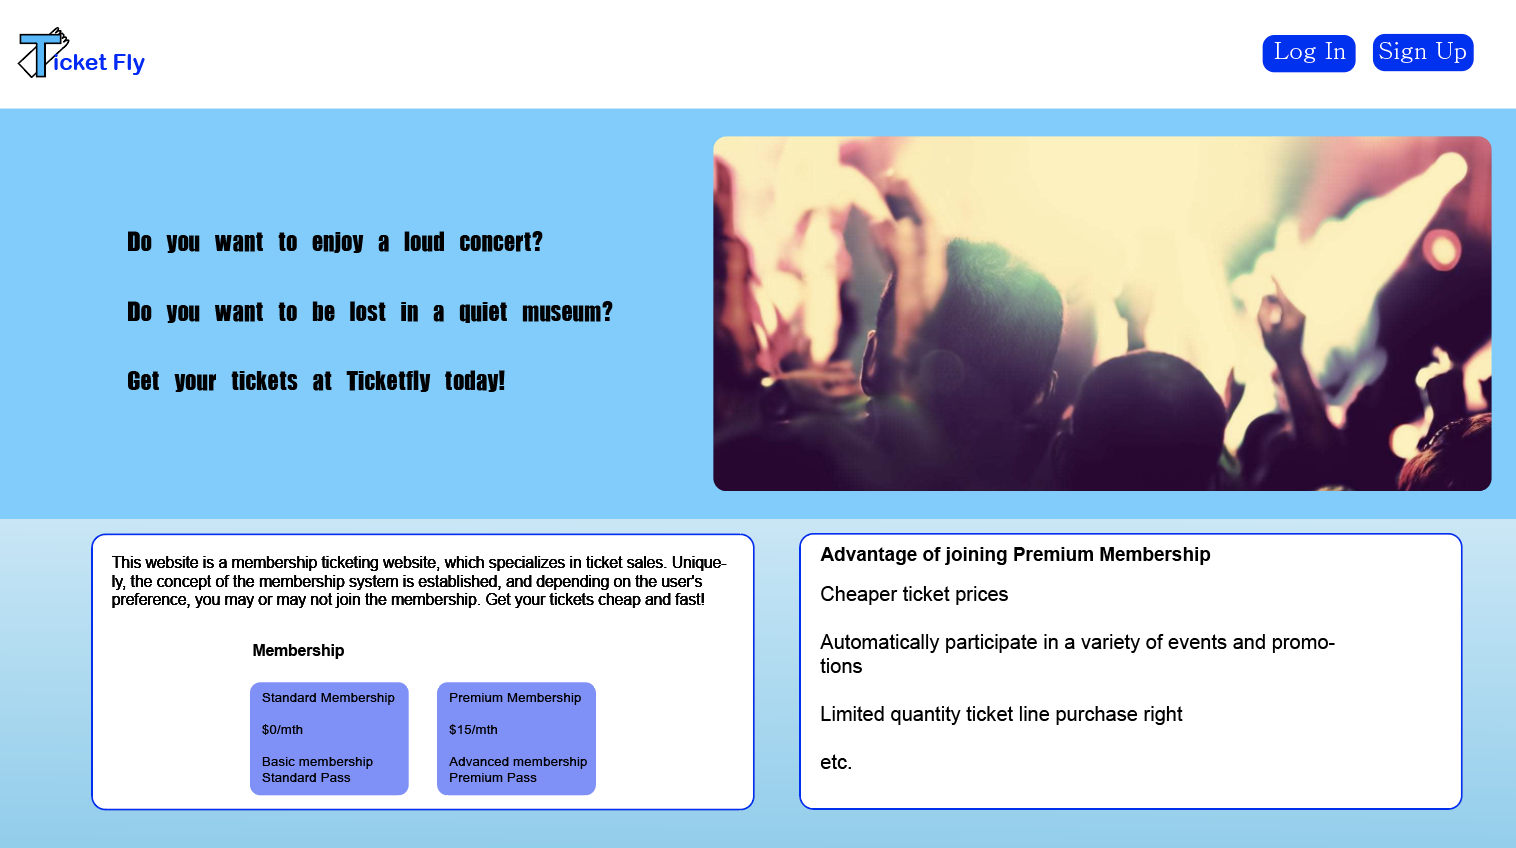 Ticket Fly
Log In
Sign Up
Do you want to enjoy a loud concert?
Do you want to be lost in a quiet museum?
Get your tickets at Ticketfly today!
This website is a membership ticketing website, which specializes in ticket sales. Unique-
ly, the concept of the membership system is established, and depending on the user's
preference, you may or may not join the membership. Get your tickets cheap and fast!
Membership
Standard Membership
$0/mth
Basic membership
Standard Pass
Premium Membership
$15/mth
Advanced membership
Premium Pass
Advantage of joining Premium Membership
Cheaper ticket prices
Automatically participate in a variety of events and promo-
tions
Limited quantity ticket line purchase right
etc.